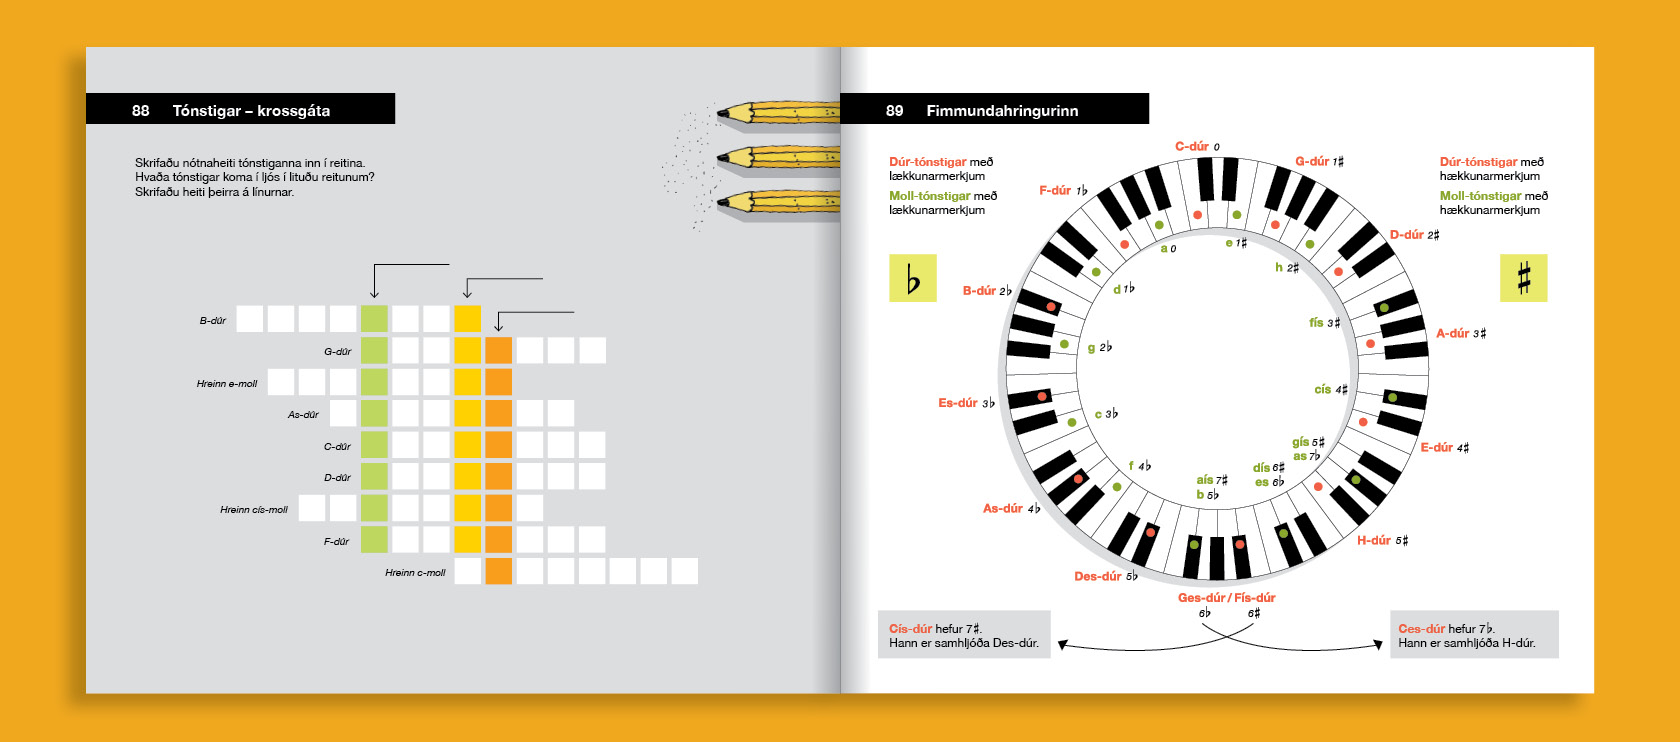 88 Tónstigar – krossgáta
Skrifaðu nótnaheiti tónstiganna inn í reitina.
Hvaða tónstigar koma í ljós í lituðu reitunum?
Skrifaðu heiti þeirra á línurnar.
B-dúr
G-dúr
Hreinn e-moll
As-dúr
C-dúr
D-dúr
Hreinn cís-moll
F-dúr
Hreinn c-moll
89 Fimmundahringurinn
Dúr-tónstigar með
lækkunarmerkjum
Moll-tónstigar með
lækkunarmerkjum
♭
Dúr-tónstigar með
hækkunarmerkjum
Moll-tónstigar með
hækkunarmerkjum
♯
C-dúr 0
G-dúr 1♯
D-dúr 2♯
A-dúr 3♯
E-dúr 4♯
H-dúr 5♯
Ges-dúr / Fís-dúr
6♭ 6♯
Des-dúr 5♭
As-dúr 4♭
Es-dúr 3♭
B-dúr 2♭
F-dúr 1♭
a 0
e 1♯
h 2♯
fís 3♯
cís 4♯
gís 5♯
as 7♭
dís 6♯
es 6♭
aís 7♯
b 5♭
f 4♭
c 3♭
g 2♭
d 1♭
Cís-dúr hefur 7♯.
Hann er samhljóða Des-dúr.
Ces-dúr hefur 7♭.
Hann er samhljóða H-dúr.